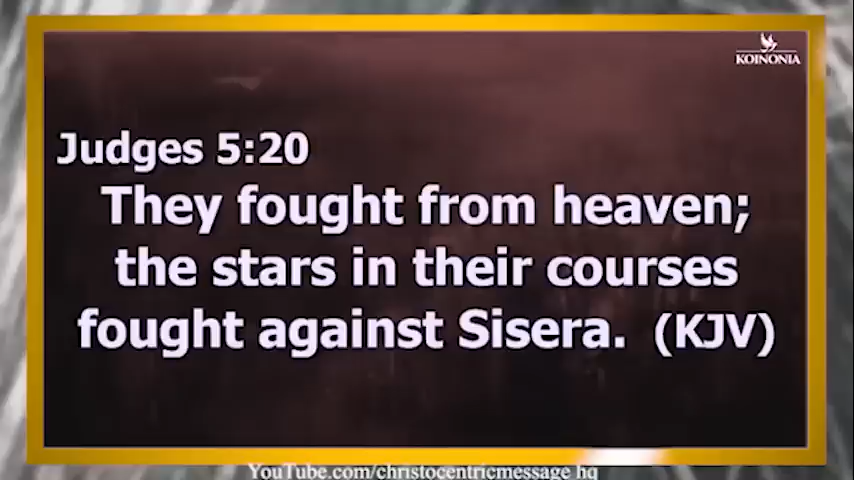 KOINONIA
Judges 5:20
They fought from heaven;
the stars in their courses
fought against Sisera. (KJV)
YouTube.com/christocentricmessage hq